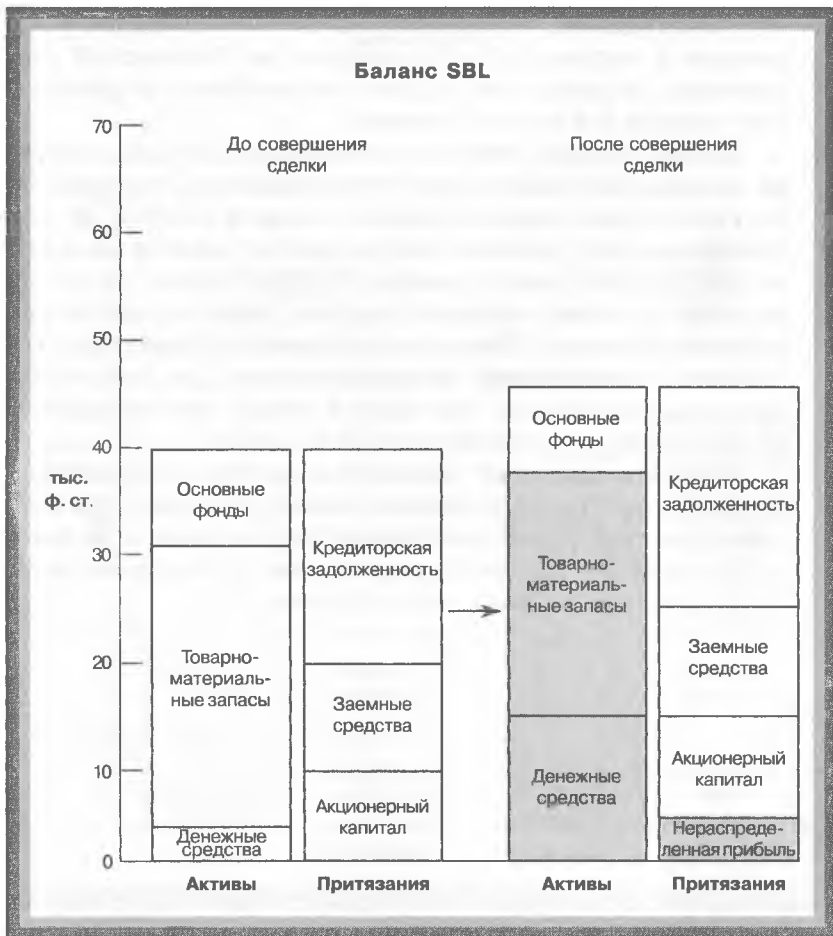 Баланс SBL
До совершения
сделки
После совершения
сделки
70
60
50
40
30
20
10
0
тыс.
ф. ст.
Основные
фонды
Товарно-
материаль-
ные запасы
Денежные
средства
Активы
Кредиторская
задолженность
Заемные
средства
Акционерный
капитал
Притязания
Основные
фонды
Товарно-
материаль-
ные запасы
Денежные
средства
Активы
Кредиторская
задолженность
Заемные
средства
Акционерный
капитал
Нераспреде-
ленная прибыль
Притязания